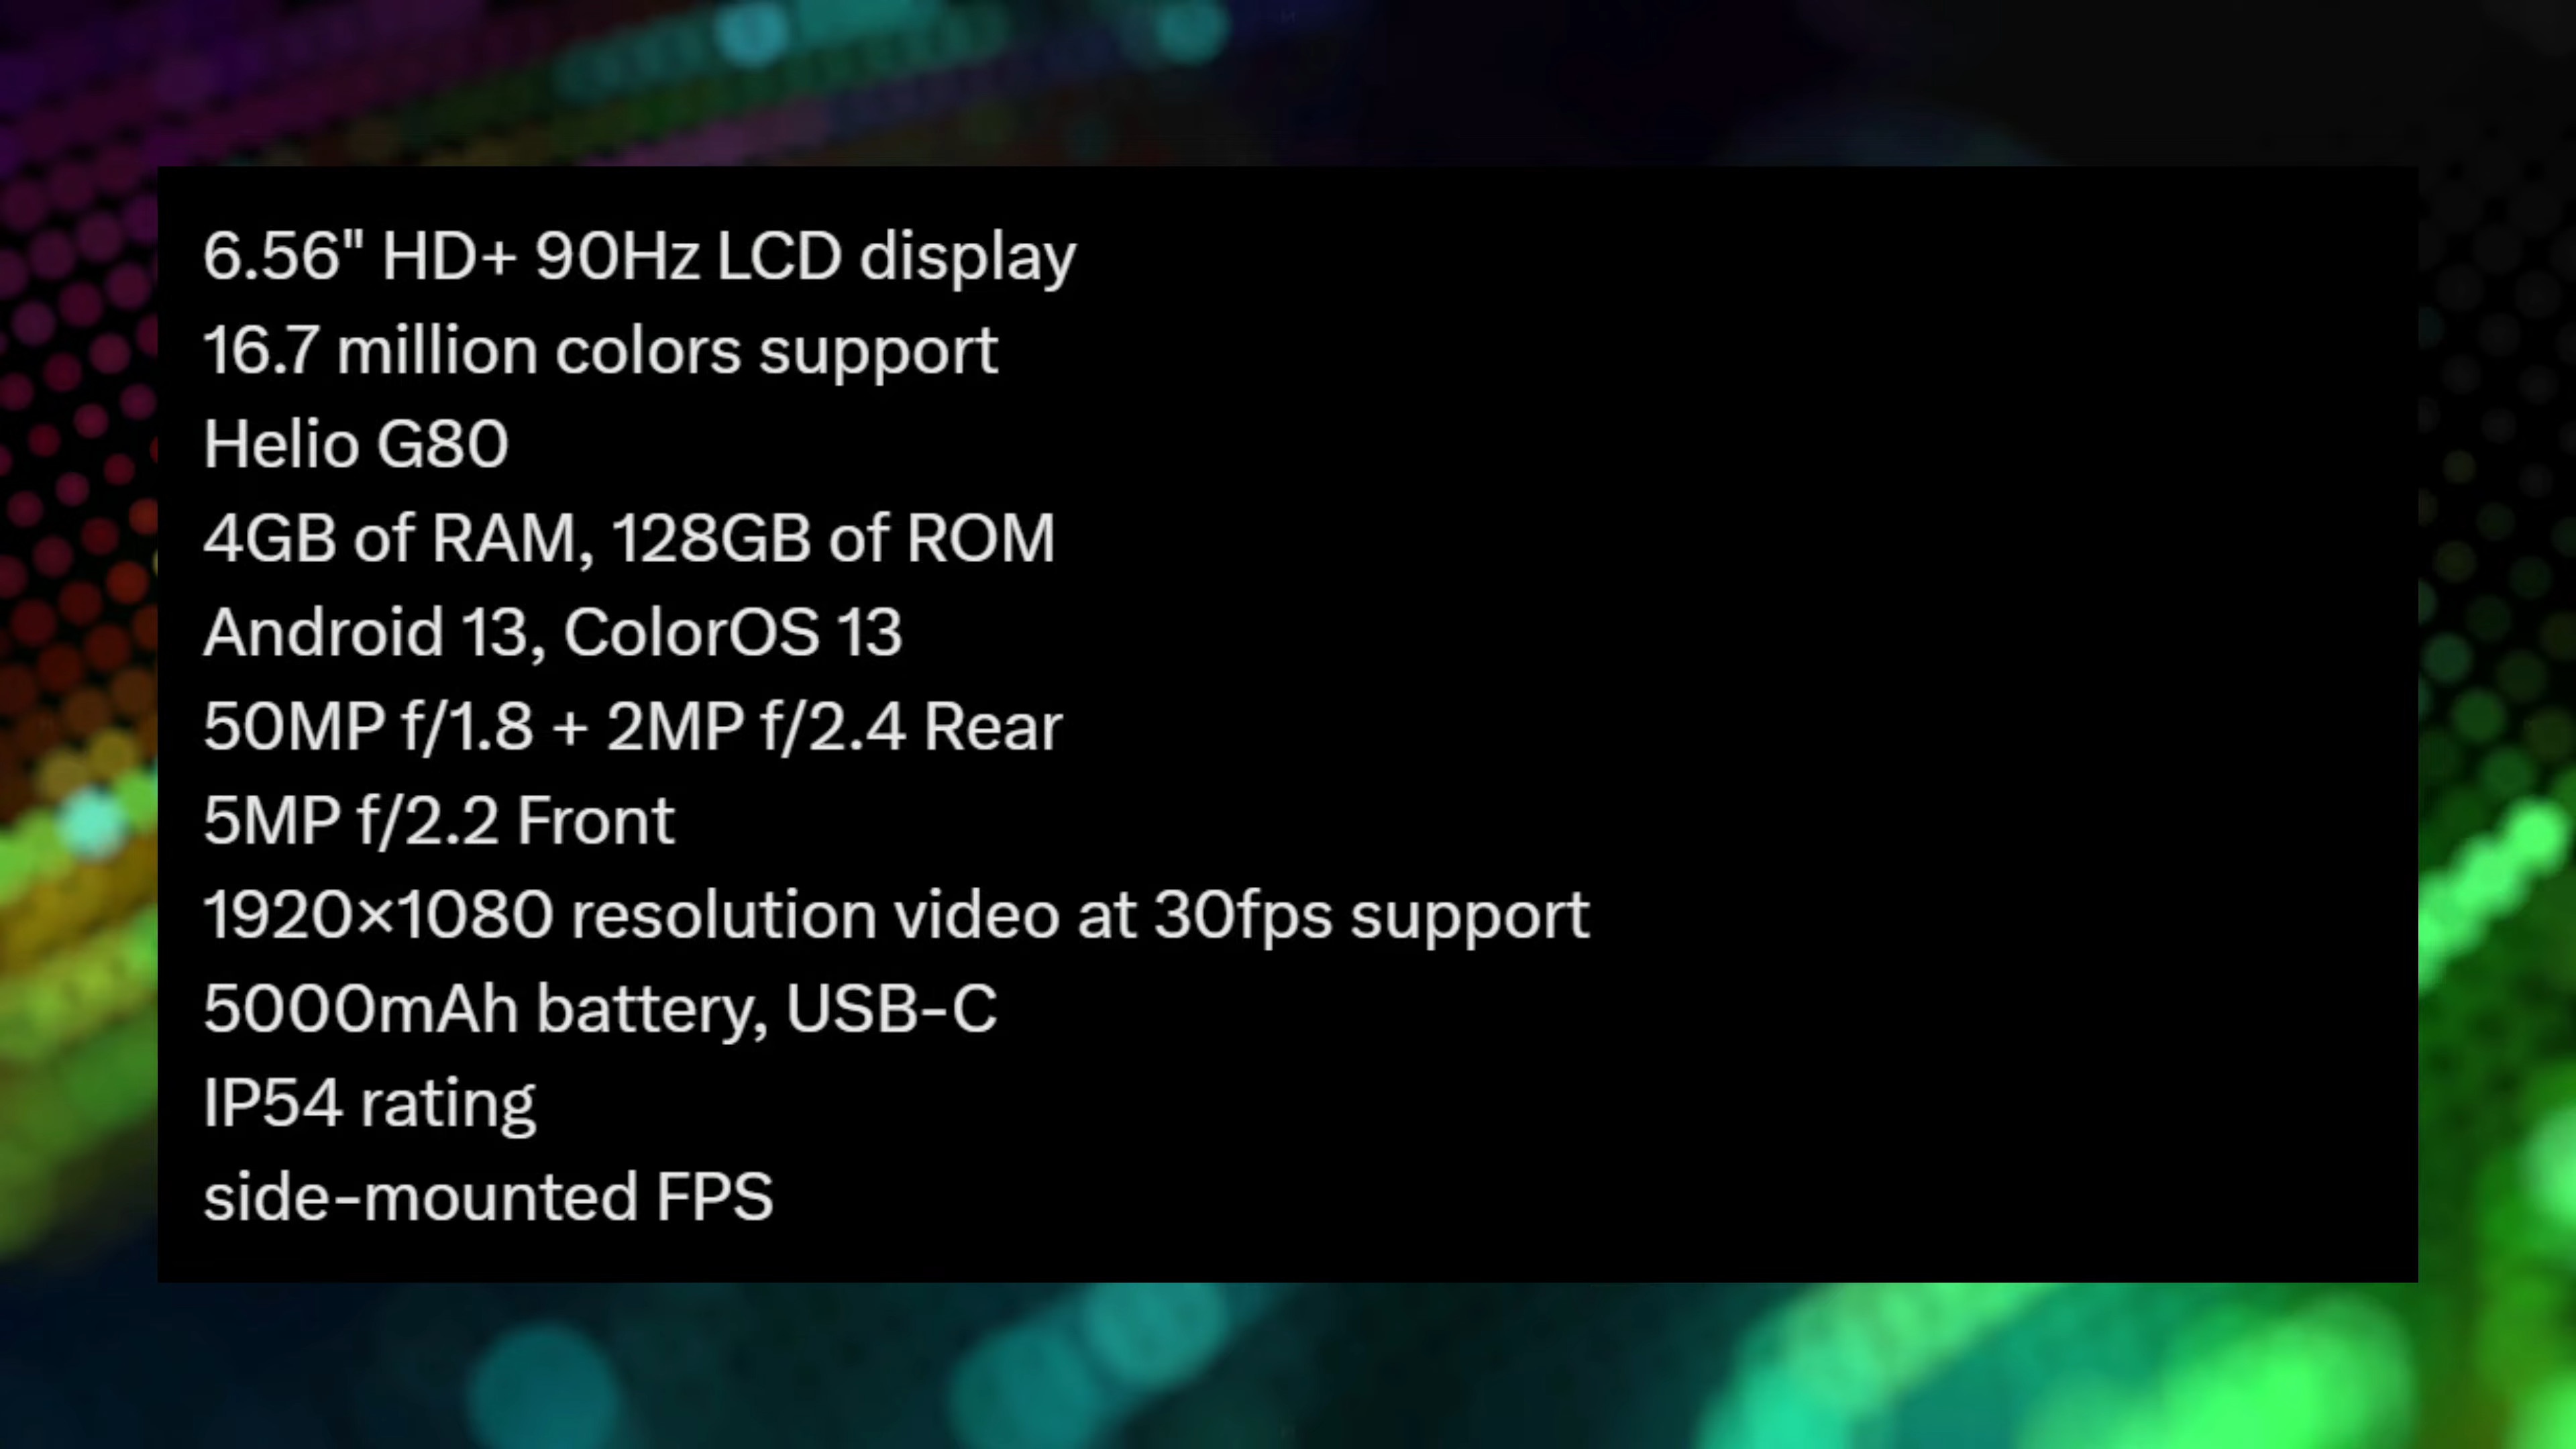 6.56" HD+ 90Hz LCD display
16.7 million colors support
Helio G80
4GB of RAM, 128GB of ROM
Android 13, ColorOS 13
50MP f/1.8 + 2MP f/2.4 Rear
5MP f/2.2 Front
1920×1080 resolution video at 30fps support
5000mAh battery, USB-C
IP54 rating
side-mounted FPS